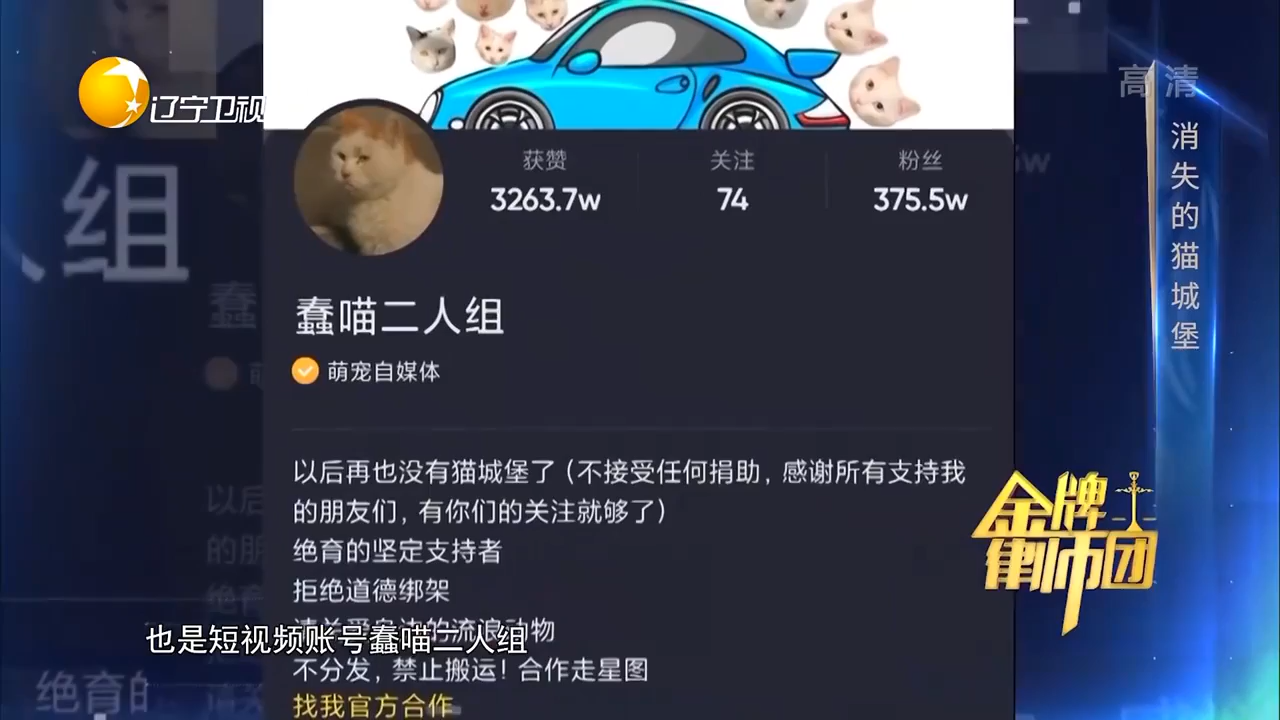 辽宁卫视
高清
消失的猫城堡
获赞
关注
粉丝
3263.7w
74
375.5w
蠢喵二人组
萌宠自媒体
以后再也没有猫城堡了（不接受任何捐助，感谢所有支持我
的朋友们，有你们的关注就够了）
绝育的坚定支持者
拒绝道德绑架
的流浪动物
也是短视频账号蠢喵二人组
不分发，禁止搬运！合作走星图
找我官方合作
金牌
律师团